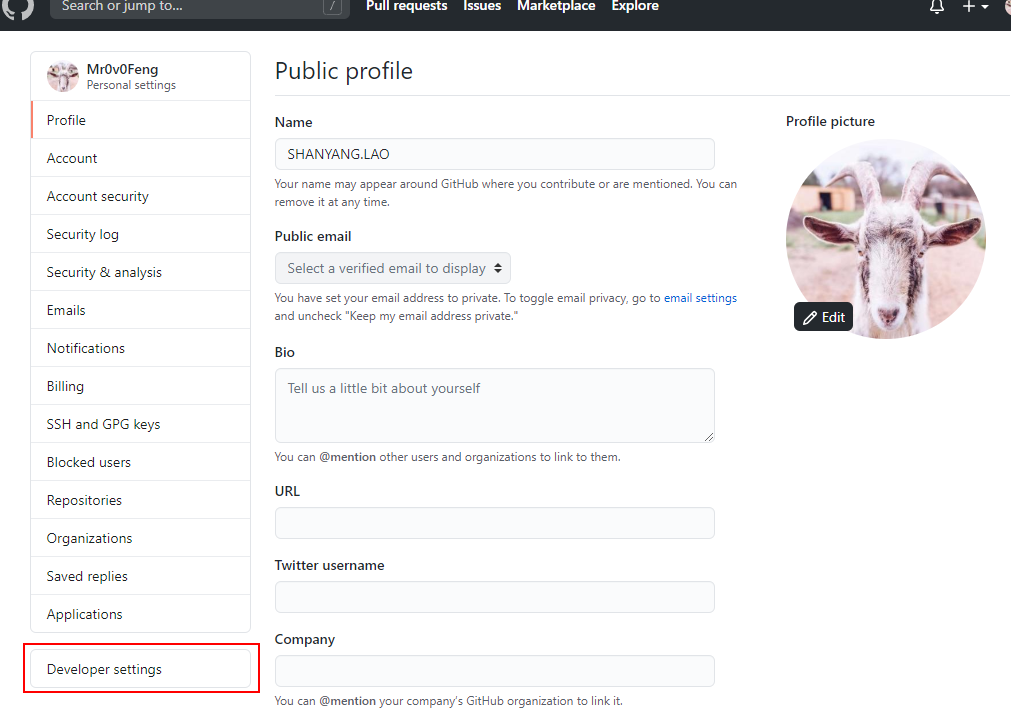 Search or jump to...
/
Pull requests
Issues
Marketplace
Explore
Mr0v0Feng
Personal settings
Profile
Account
Account security
Security log
Security & analysis
Emails
Notifications
Billing
SSH and GPG keys
Blocked users
Repositories
Organizations
Saved replies
Applications
Developer settings
Public profile
Name
SHANYANG.LAO
Your name may appear around GitHub where you contribute or are mentioned. You can
remove it at any time.
Public email
Select a verified email to display
You have set your email address to private. To toggle email privacy, go to email settings
and uncheck "Keep my email address private."
Bio
Tell us a little bit about yourself
You can @mention other users and organizations to link to them.
URL
Twitter username
Company
You can @mention your company's GitHub organization to link it.
Profile picture
Edit